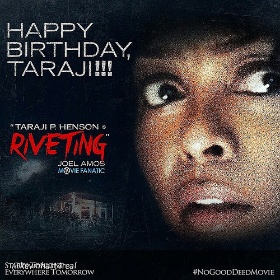 HAPPY
BIRTHDAY,
TARAJI!!!
"TARAJI P. HENSON is
RIVETING"
JOEL AMOS
MOVIE FANATIC
EVERYWHERE TOMORROW
#NOGOODDEEDMOVIE